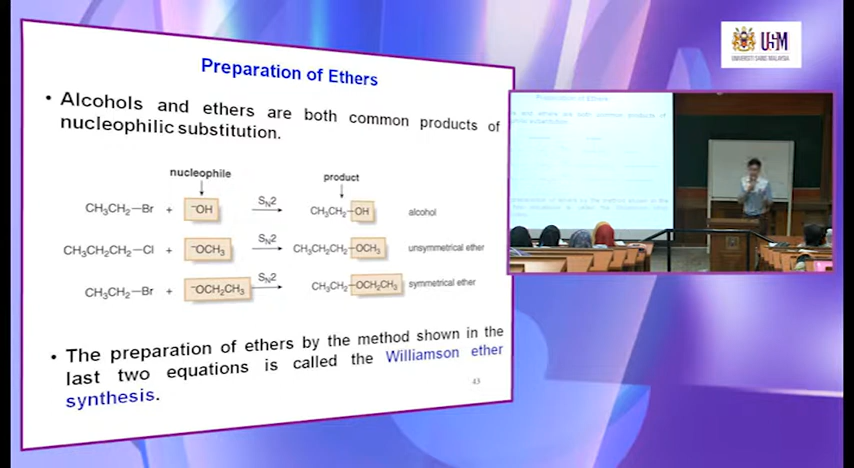 Preparation of Ethers
• Alcohols and ethers are both common products of
nucleophilic substitution.
nucleophile product
CH₃CH₂—Br + ⁻OH SN2 CH₃CH₂—OH alcohol
CH₃CH₂CH₂—Cl + ⁻OCH₃ SN2 CH₃CH₂CH₂—OCH₃ unsymmetrical ether
CH₃CH₂—Br + ⁻OCH₂CH₃ SN2 CH₃CH₂—OCH₂CH₃ symmetrical ether
• The preparation of ethers by the method shown in the
last two equations is called the Williamson ether
synthesis.
43
USM
UNIVERSITI SAINS MALAYSIA
Preparation of Ethers